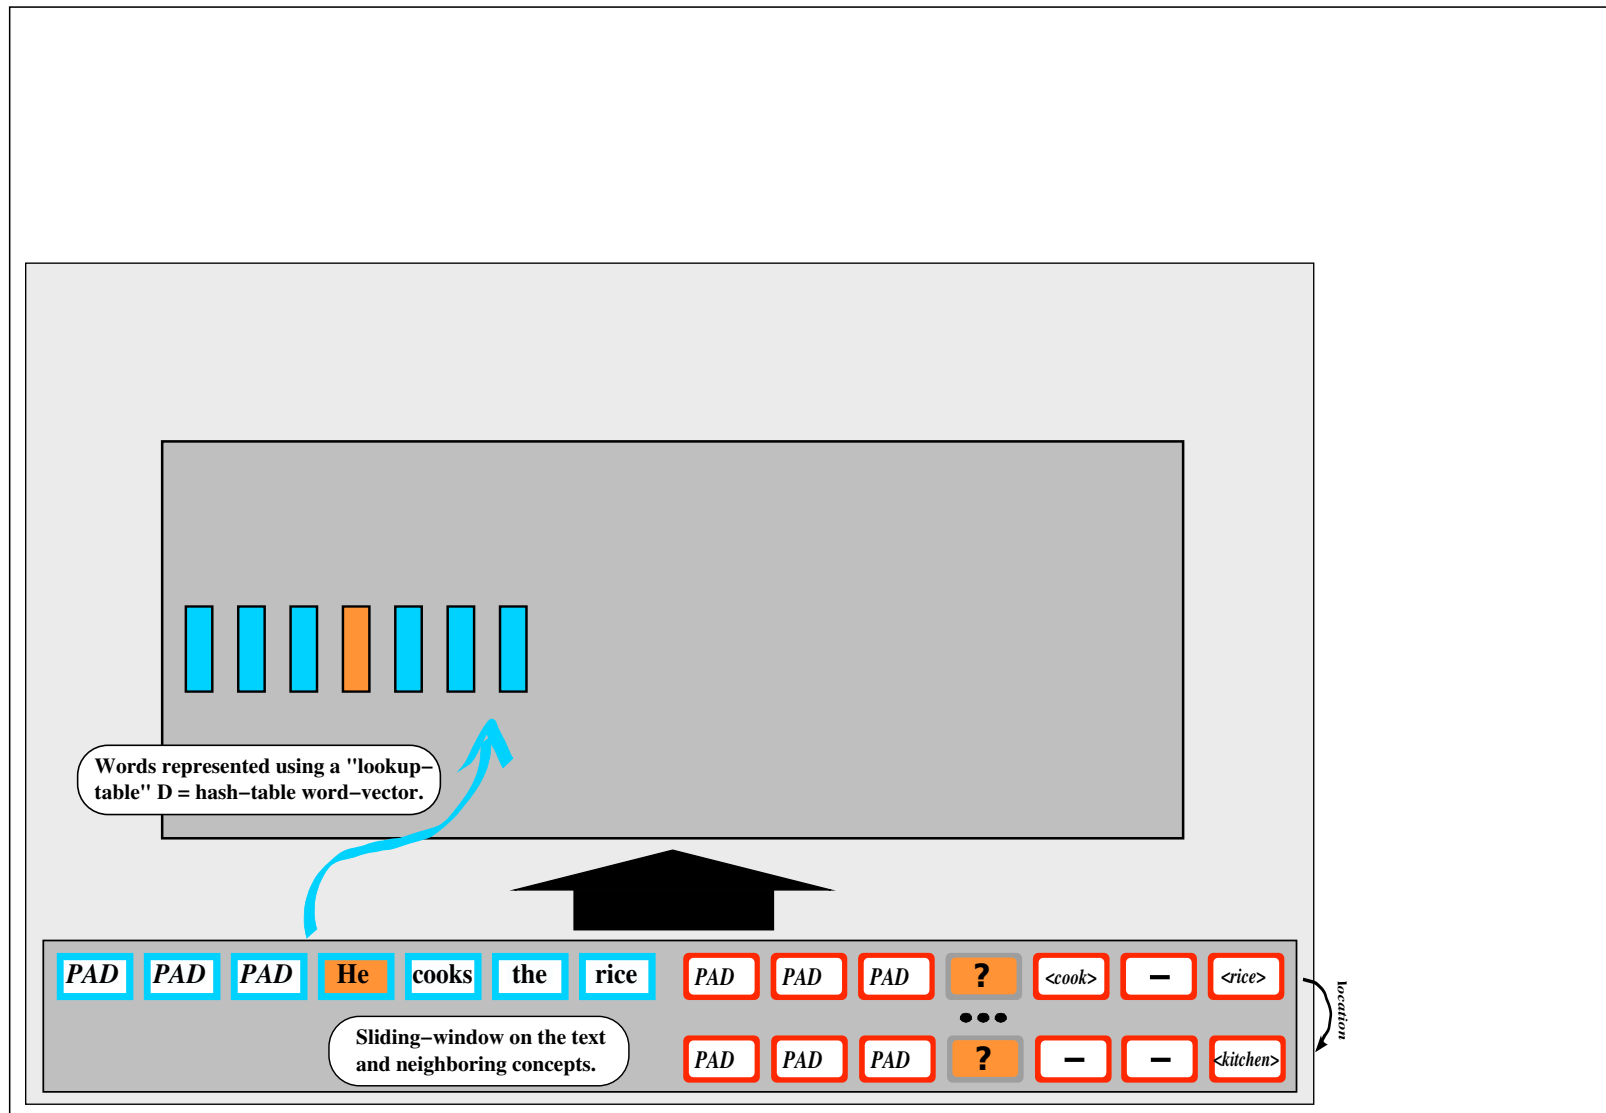 Words represented using a "lookup–
table" D = hash–table word–vector.
PAD PAD PAD He cooks the rice PAD PAD PAD ? <cook> – <rice>
location
Sliding–window on the text
and neighboring concepts.
PAD PAD PAD ? – – <kitchen>